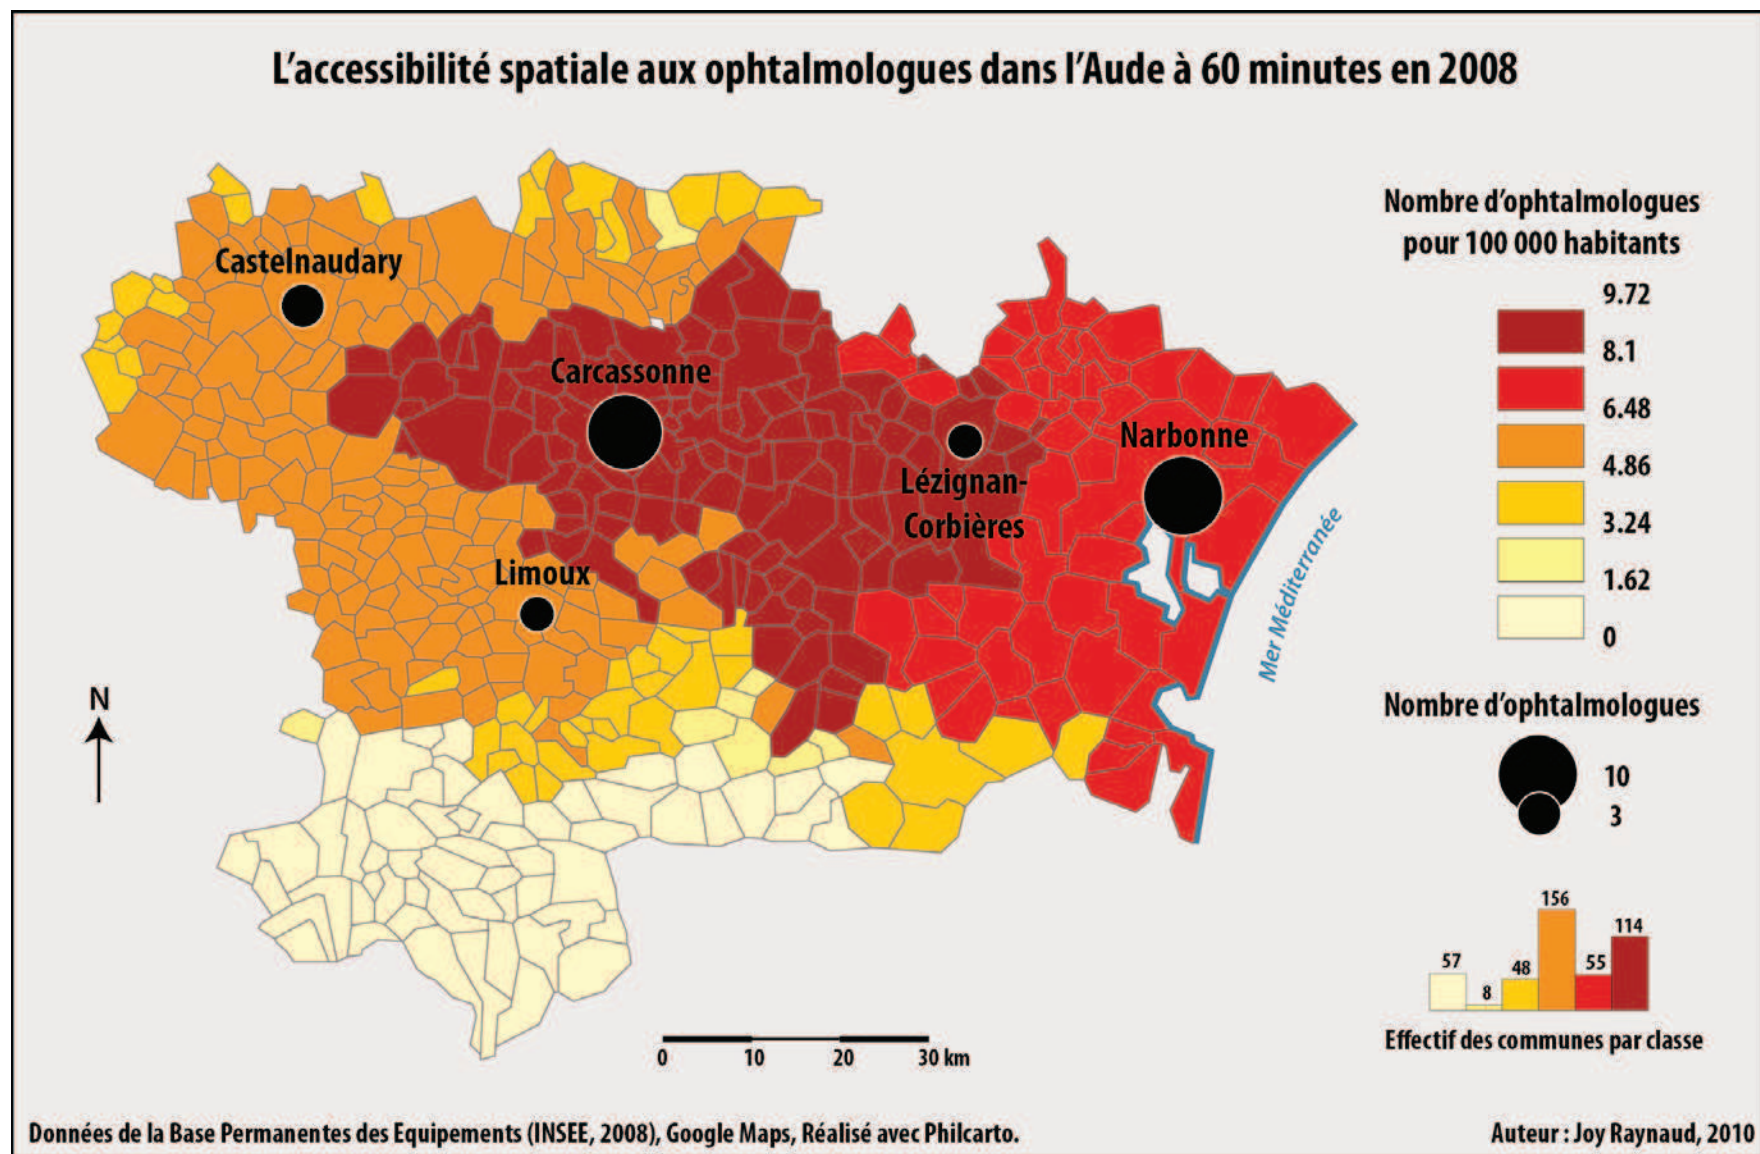 L'accessibilité spatiale aux ophtalmologues dans l'Aude à 60 minutes en 2008
Castelnaudary
Carcassonne
Narbonne
Lézignan-
Corbières
Limoux
Mer Méditerranée
N
Nombre d'ophtalmologues
pour 100 000 habitants
9.72
8.1
6.48
4.86
3.24
1.62
0
Nombre d'ophtalmologues
10
3
156
114
57
55
48
8
Effectif des communes par classe
0 10 20 30 km
Données de la Base Permanentes des Equipements (INSEE, 2008), Google Maps, Réalisé avec Philcarto.
Auteur : Joy Raynaud, 2010